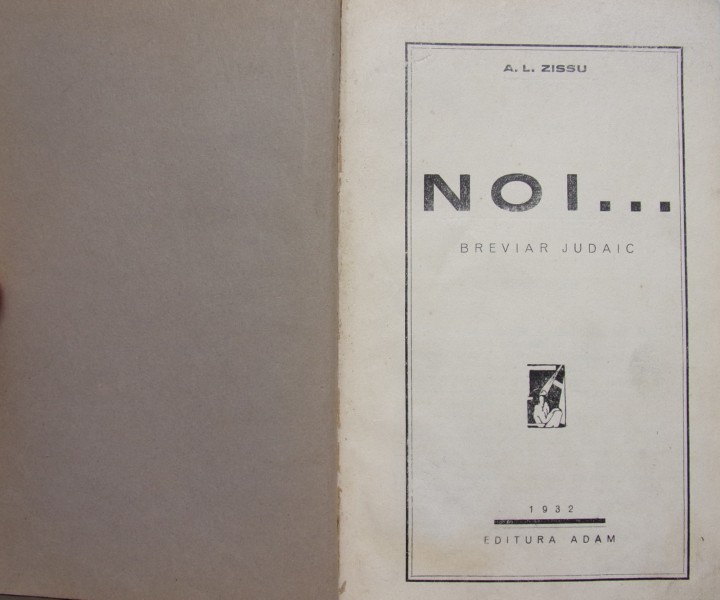 A. L. ZISSU
NOI...
BREVIAR JUDAIC
1932
EDITURA ADAM